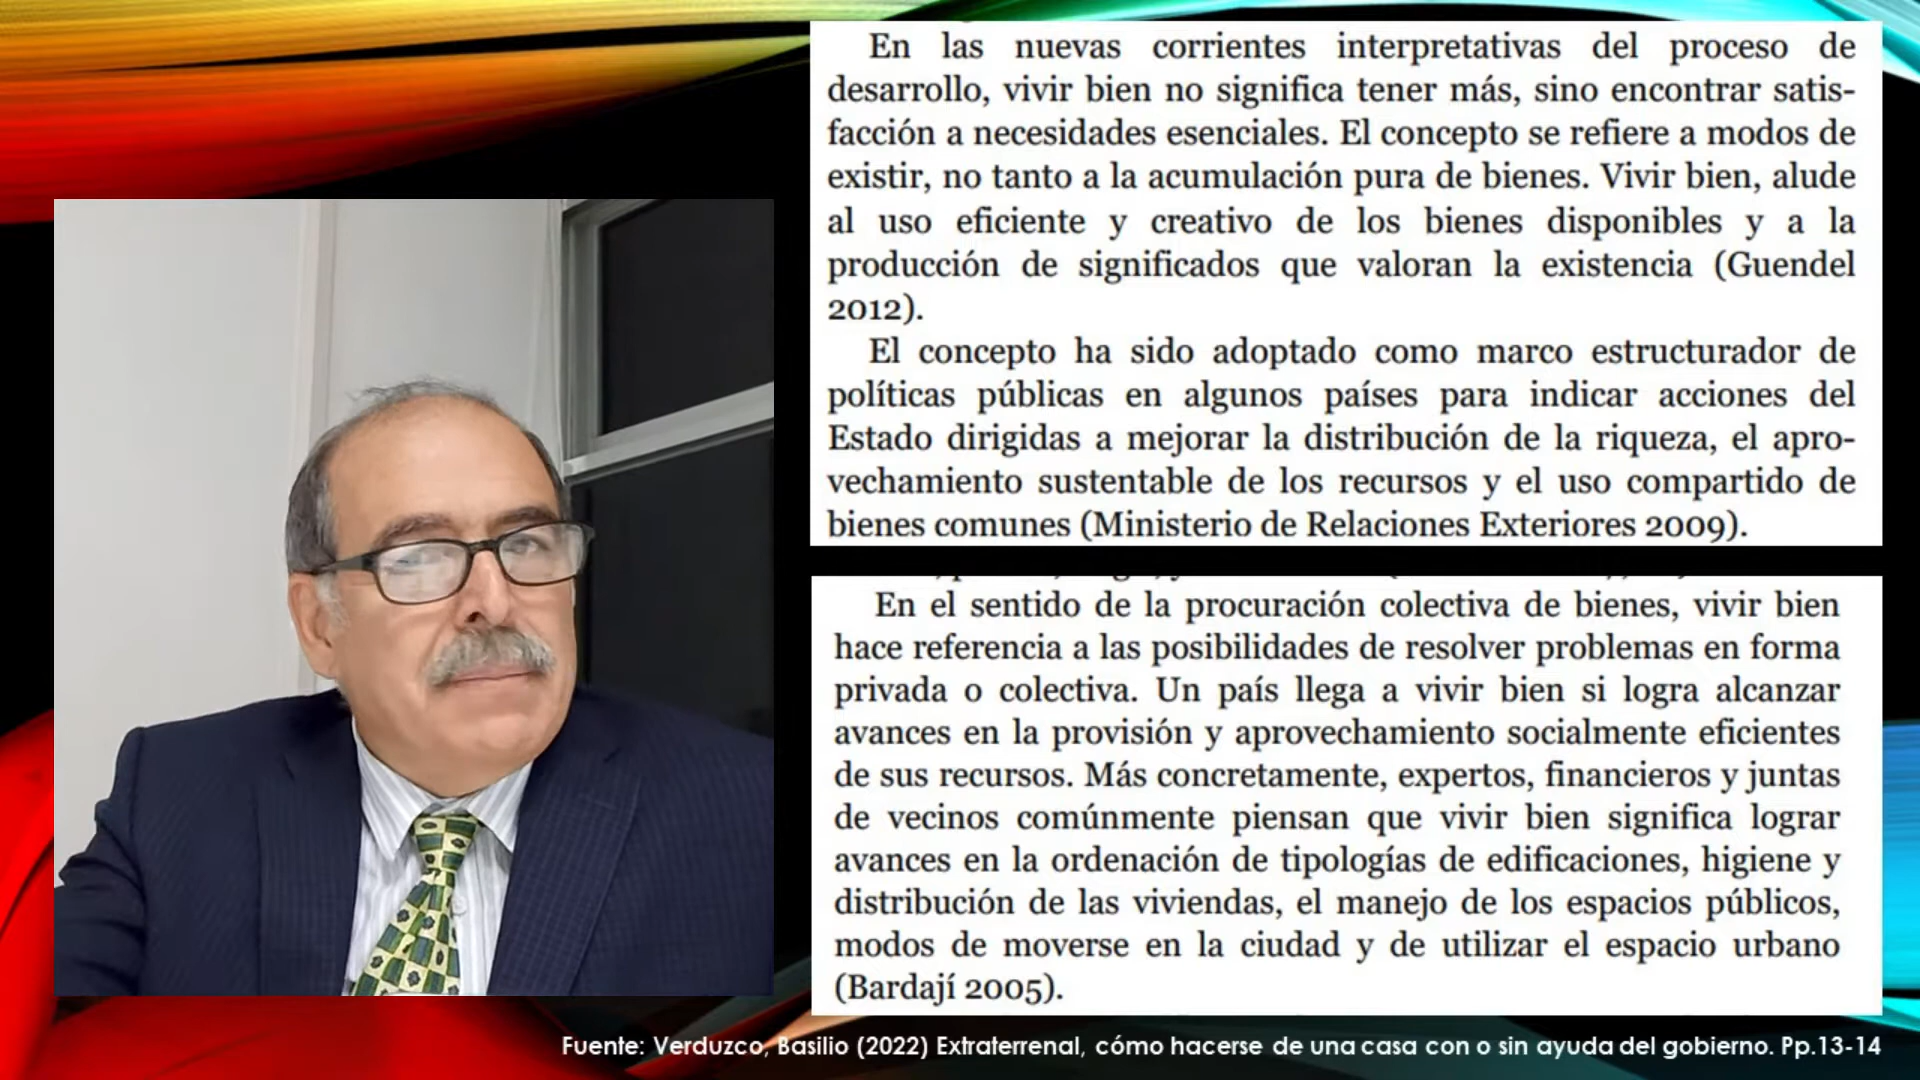 En las nuevas corrientes interpretativas del proceso de
desarrollo, vivir bien no significa tener más, sino encontrar satis-
facción a necesidades esenciales. El concepto se refiere a modos de
existir, no tanto a la acumulación pura de bienes. Vivir bien, alude
al uso eficiente y creativo de los bienes disponibles y a la
producción de significados que valoran la existencia (Guendel
2012).
El concepto ha sido adoptado como marco estructurador de
políticas públicas en algunos países para indicar acciones del
Estado dirigidas a mejorar la distribución de la riqueza, el apro-
vechamiento sustentable de los recursos y el uso compartido de
bienes comunes (Ministerio de Relaciones Exteriores 2009).
En el sentido de la procuración colectiva de bienes, vivir bien
hace referencia a las posibilidades de resolver problemas en forma
privada o colectiva. Un país llega a vivir bien si logra alcanzar
avances en la provisión y aprovechamiento socialmente eficientes
de sus recursos. Más concretamente, expertos, financieros y juntas
de vecinos comúnmente piensan que vivir bien significa lograr
avances en la ordenación de tipologías de edificaciones, higiene y
distribución de las viviendas, el manejo de los espacios públicos,
modos de moverse en la ciudad y de utilizar el espacio urbano
(Bardají 2005).
Fuente: Verduzco, Basilio (2022) Extraterrenal, cómo hacerse de una casa con o sin ayuda del gobierno. Pp.13-14